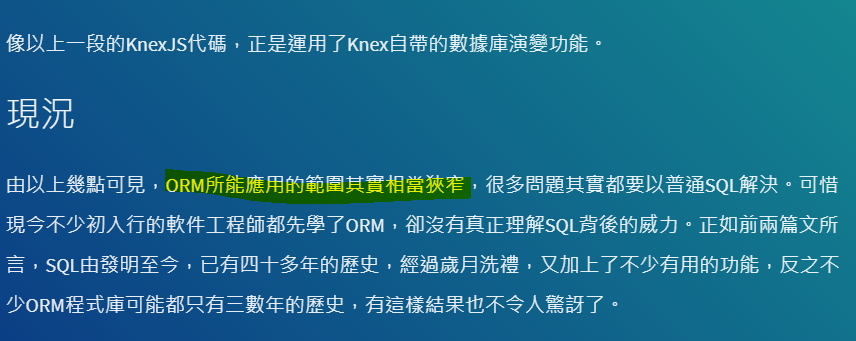 像以上一段的KnexJS代碼，正是運用了Knex自帶的數據庫演變功能。
現況
由以上幾點可見，ORM所能應用的範圍其實相當狹窄，很多問題其實都要以普通SQL解決。可惜
現今不少初入行的軟件工程師都先學了ORM，卻沒有真正理解SQL背後的威力。正如前兩篇文所
言，SQL由發明至今，已有四十多年的歷史，經過歲月洗禮，又加上了不少有用的功能，反之不
少ORM程式庫可能都只有三數年的歷史，有這樣結果也不令人驚訝了。